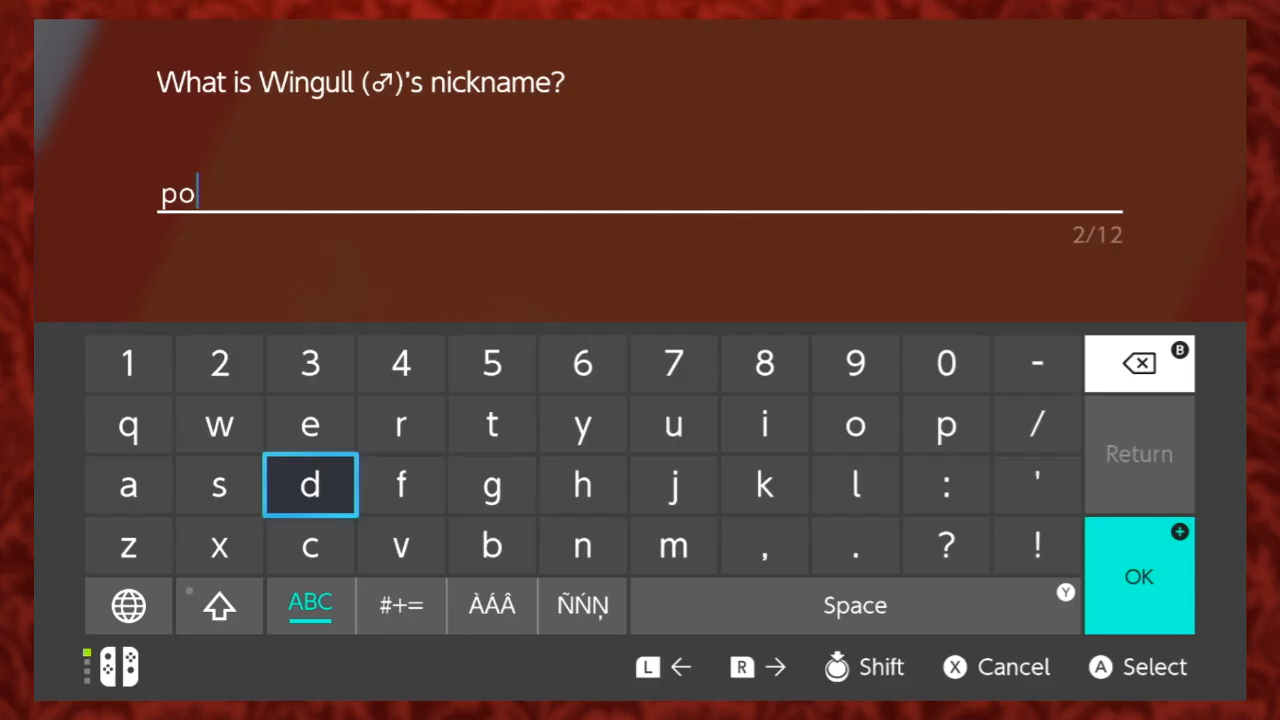 What is Wingull (♂)'s nickname?
po
2/12
1 2 3 4 5 6 7 8 9 0 - B
q w e r t y u i o p / Return
a s d f g h j k l : '
z x c v b n m , . ? ! + OK
ABC #+= ÀÁÂ ÑŃŅ Space Y
L ← R → Shift X Cancel A Select